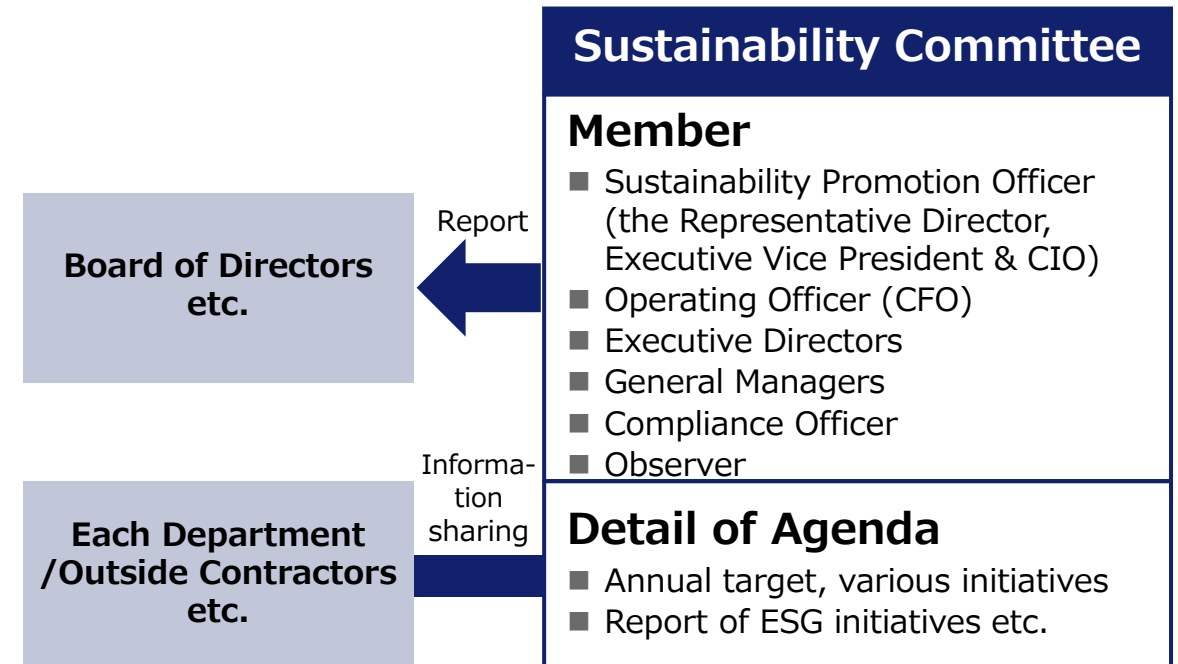 Sustainability Committee
Member
■ Sustainability Promotion Officer
(the Representative Director,
Executive Vice President & CIO)
■ Operating Officer (CFO)
■ Executive Directors
■ General Managers
■ Compliance Officer
■ Observer
Report
Board of Directors
etc.
Informa-
tion
sharing
Each Department
/Outside Contractors
etc.
Detail of Agenda
■ Annual target, various initiatives
■ Report of ESG initiatives etc.